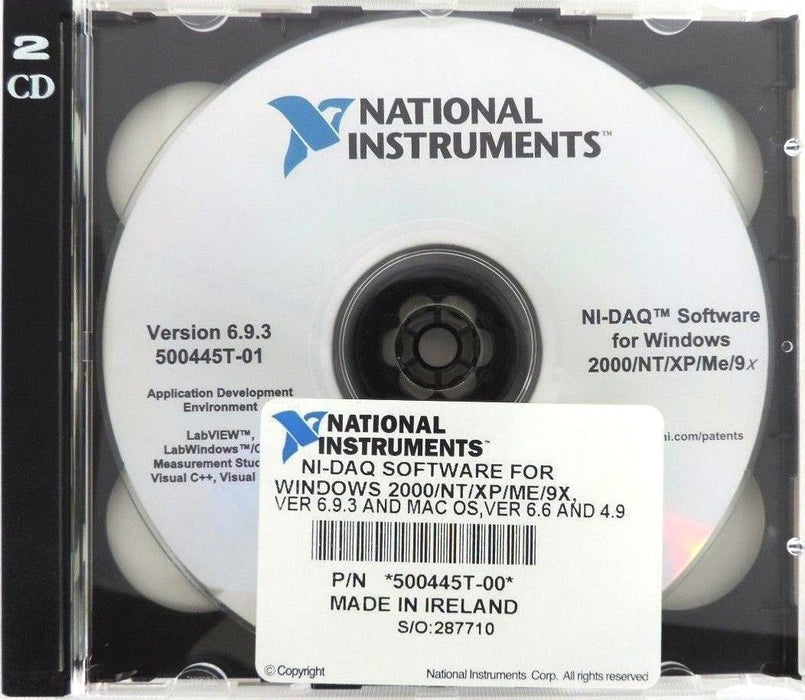 2
CD
NATIONAL
INSTRUMENTS™
Version 6.9.3
500445T-01
Application Development
Environment
LabVIEW™,
LabWindows™/C
Measurement
Visual C++, Visual
NI-DAQ™ Software
for Windows
2000/NT/XP/Me/9x
ni.com/patents
NATIONAL
INSTRUMENTS™
NI-DAQ SOFTWARE FOR
WINDOWS 2000/NT/XP/ME/9X,
VER 6.9.3 AND MAC OS,VER 6.6 AND 4.9
P/N *500445T-00*
MADE IN IRELAND
S/O:287710
© Copyright National Instruments Corp. All rights reserved